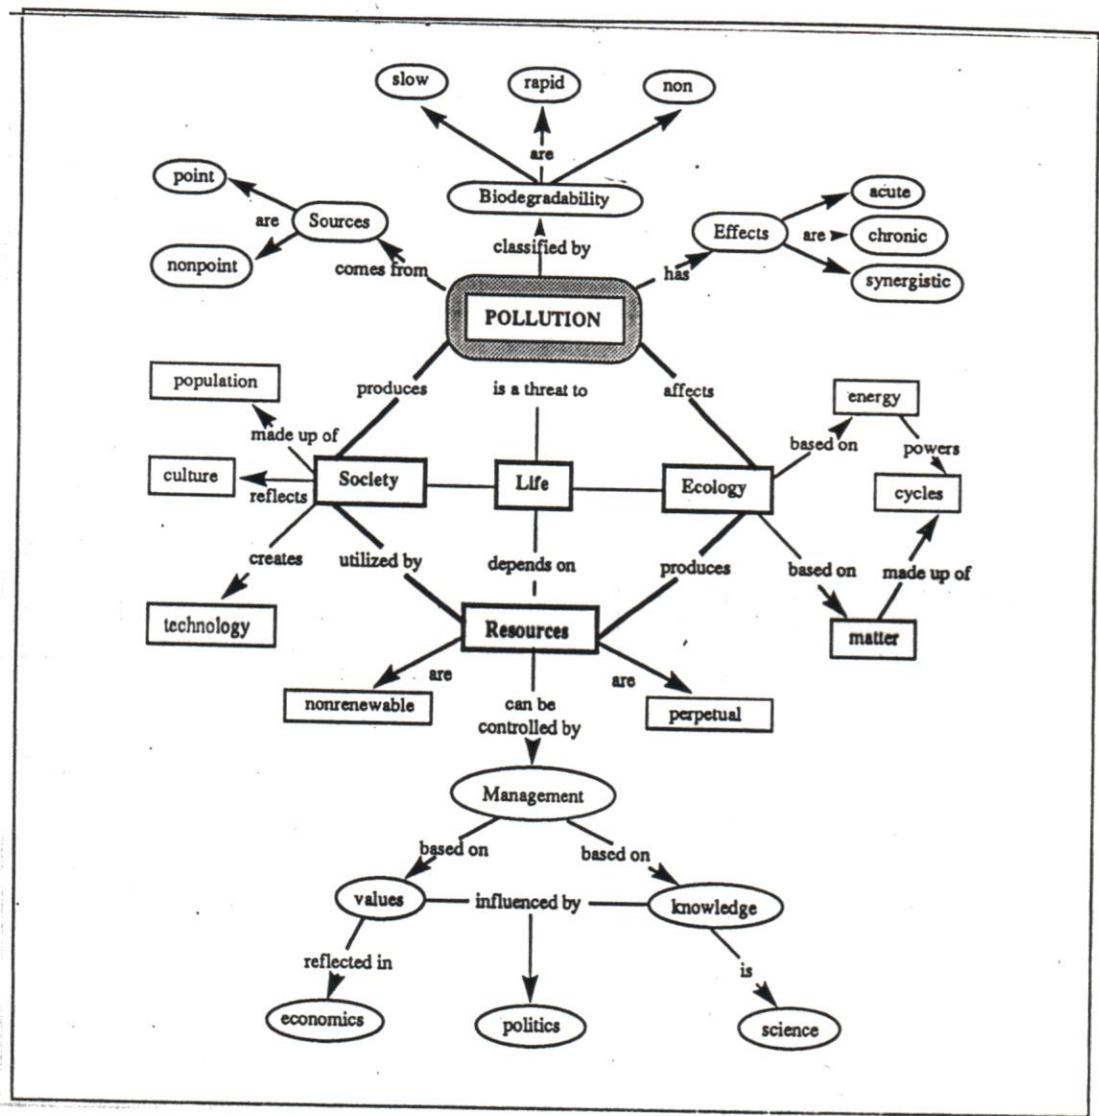 slow
rapid
non
are
Biodegradability
classified by
point
are
Sources
nonpoint
comes from
Effects
has
acute
are
chronic
synergistic
POLLUTION
population
produces
is a threat to
affects
energy
made up of
based on
powers
culture
reflects
Society
Life
Ecology
cycles
creates
utilized by
depends on
produces
based on
made up of
technology
Resources
matter
are
are
nonrenewable
can be
controlled by
perpetual
Management
based on
based on
values
influenced by
knowledge
reflected in
is
economics
politics
science